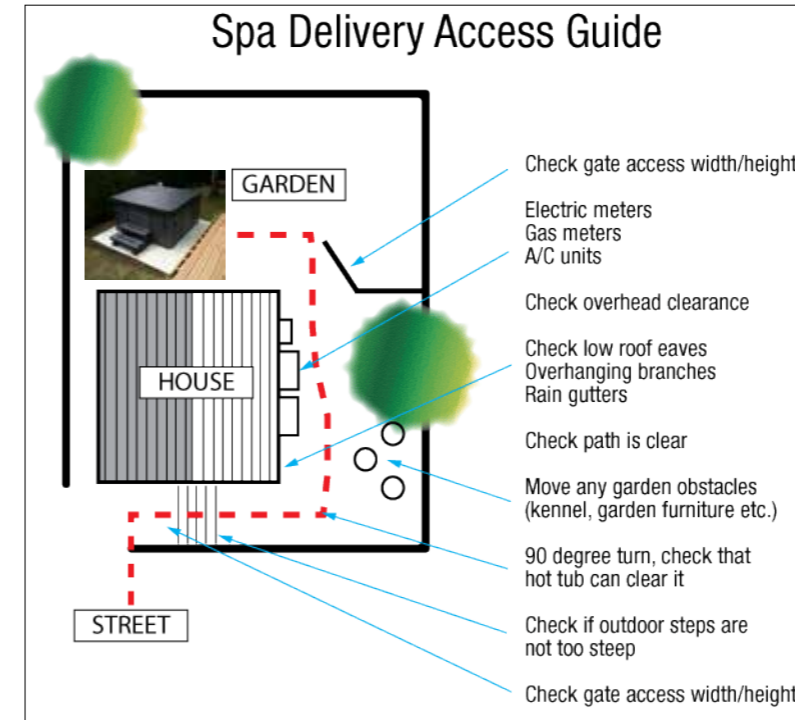 Spa Delivery Access Guide
GARDEN
HOUSE
STREET
Check gate access width/height
Electric meters
Gas meters
A/C units
Check overhead clearance
Check low roof eaves
Overhanging branches
Rain gutters
Check path is clear
Move any garden obstacles
(kennel, garden furniture etc.)
90 degree turn, check that
hot tub can clear it
Check if outdoor steps are
not too steep
Check gate access width/height